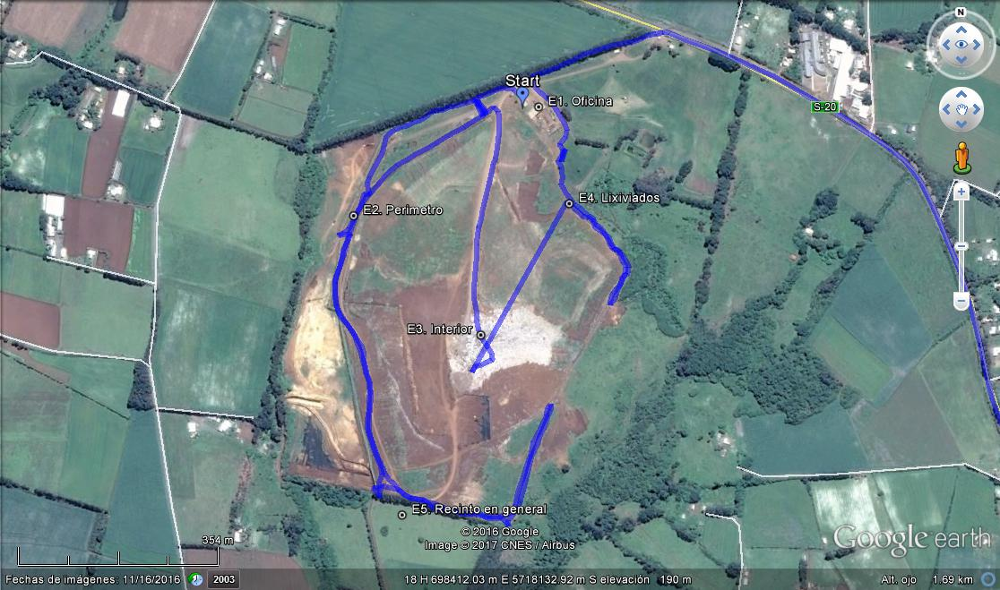 N
Start
E1. Oficina
S-20
E4. Lixiviados
E2. Perimetro
E3. Interior
E5. Recinto en general
© 2016 Google
Image © 2017 CNES / Airbus
Google earth
354 m
Fechas de imágenes: 11/16/2016 2003 18 H 698412.03 m E 5718132.92 m S elevación 190 m Alt. ojo 1.69 km